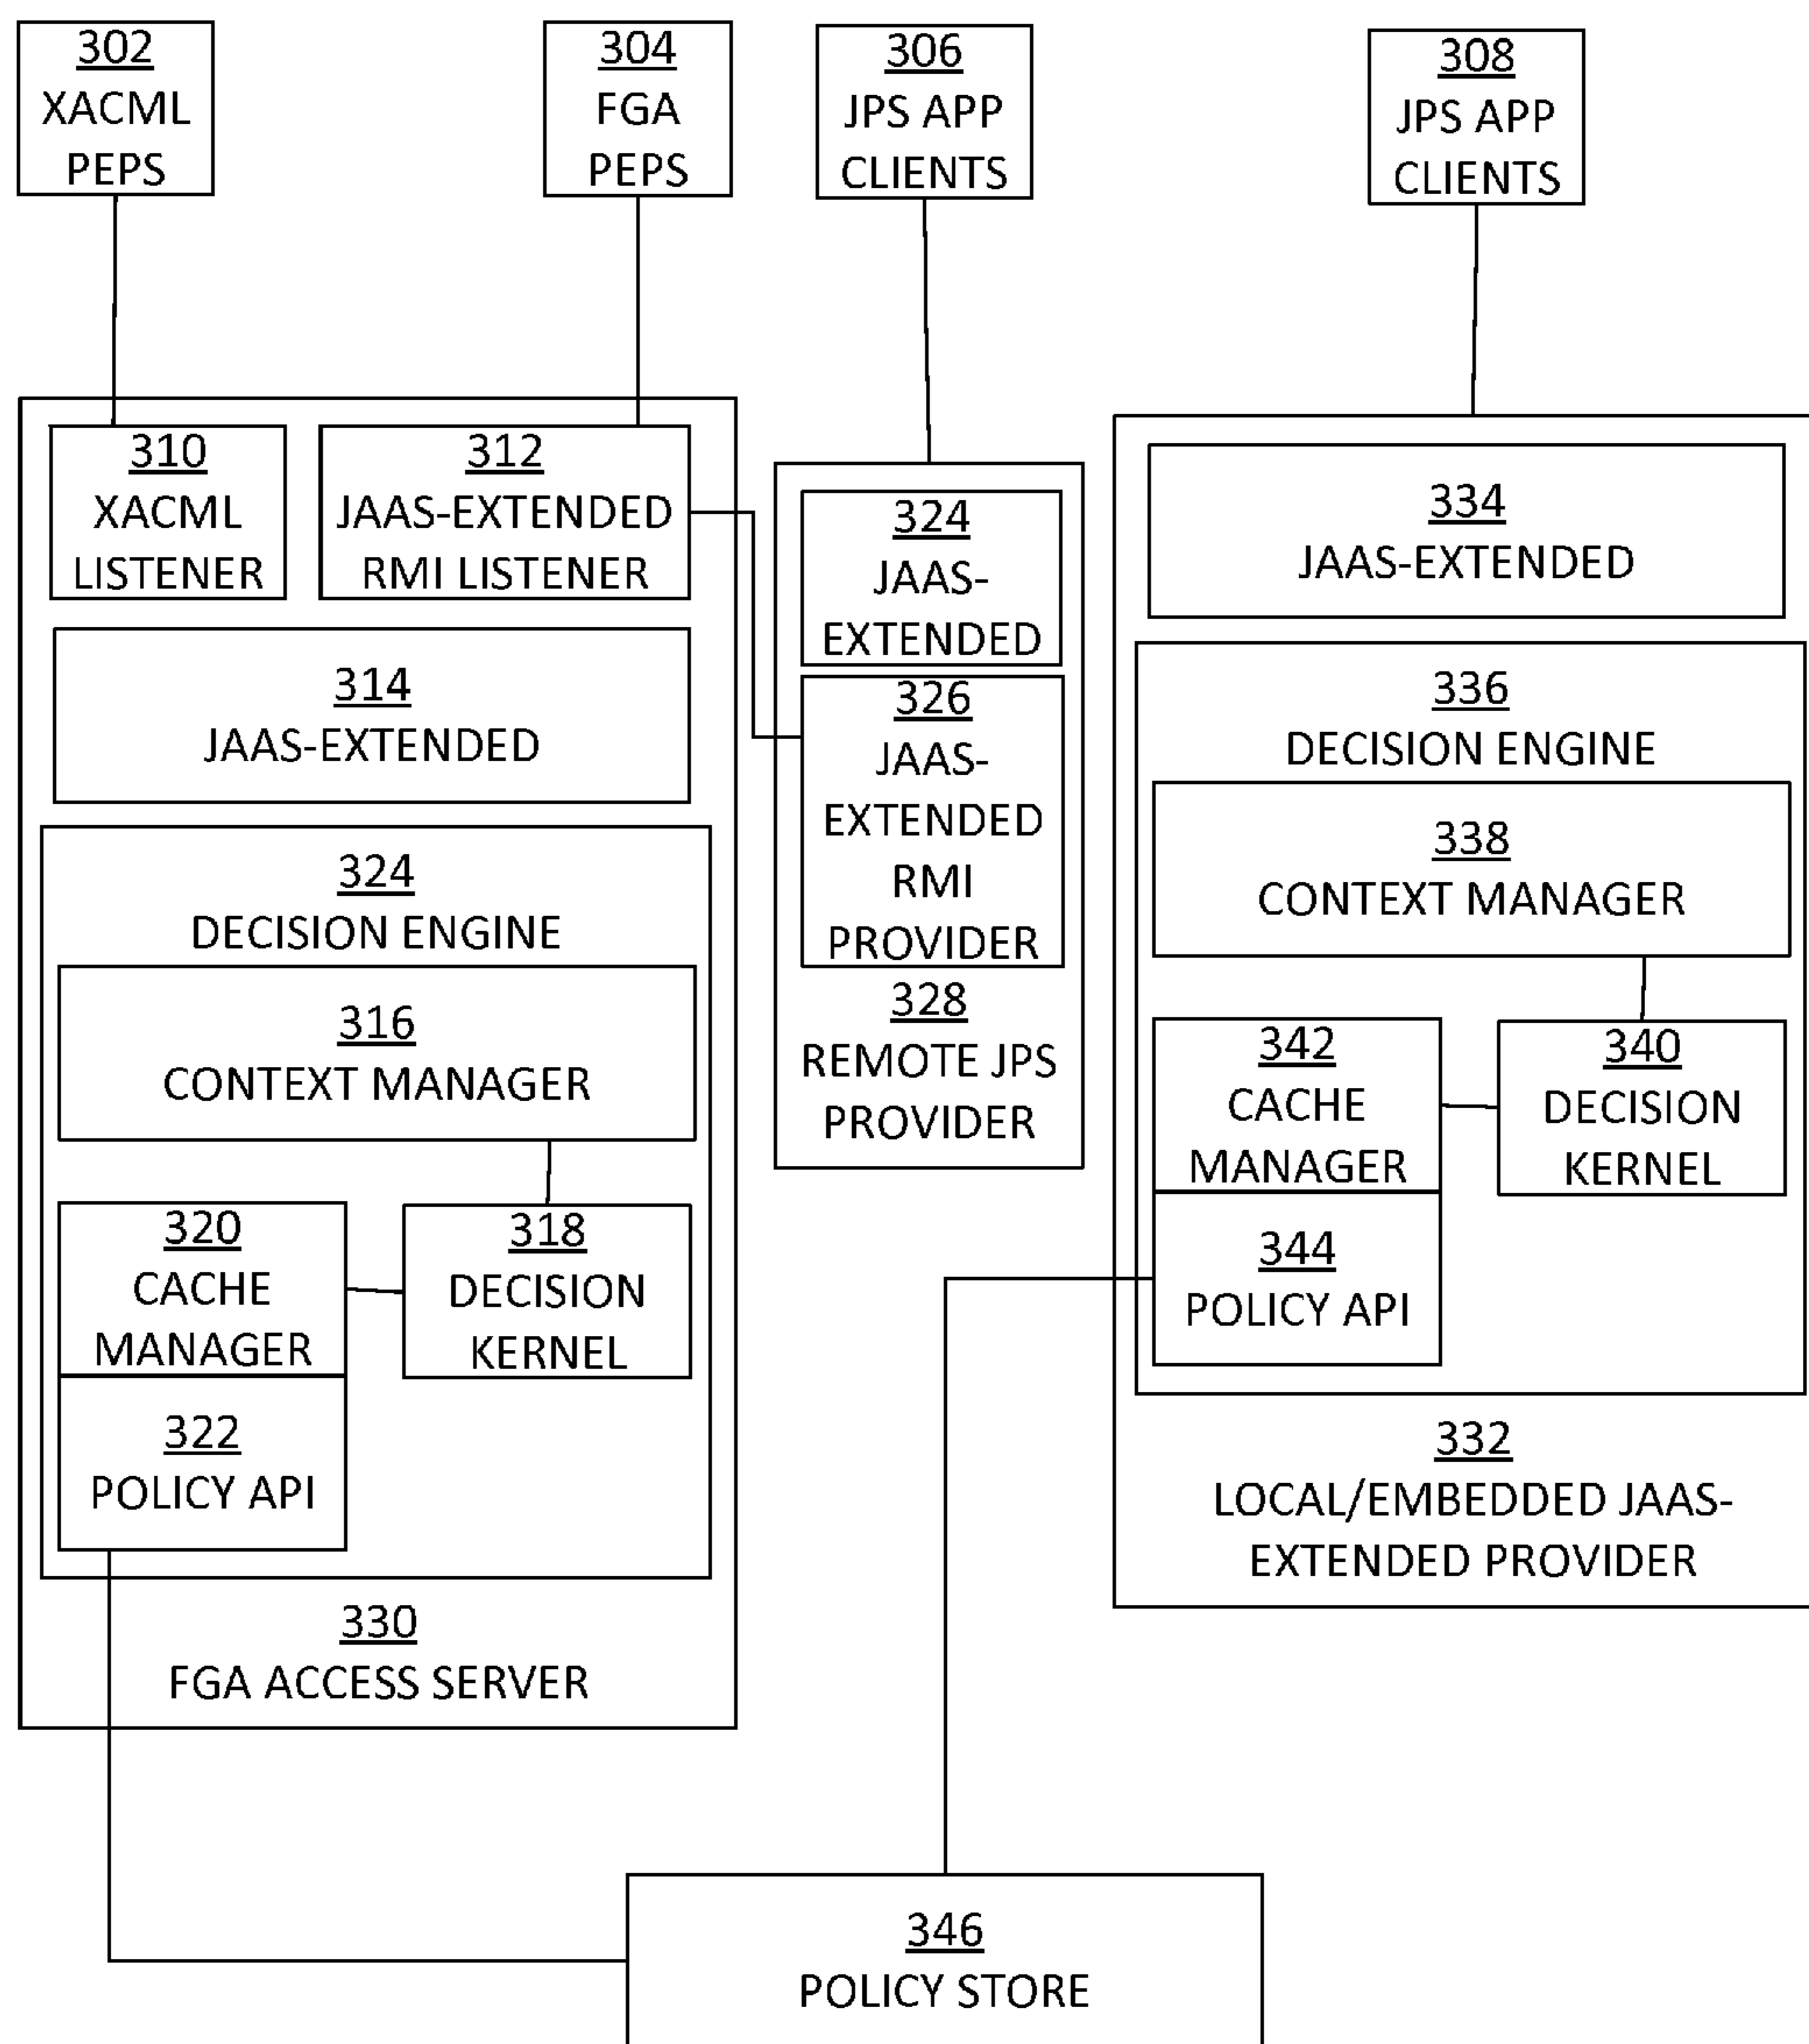 302
XACML
PEPS
304
FGA
PEPS
306
JPS APP
CLIENTS
308
JPS APP
CLIENTS
310
XACML
LISTENER
312
JAAS-EXTENDED
RMI LISTENER
314
JAAS-EXTENDED
324
DECISION ENGINE
316
CONTEXT MANAGER
320
CACHE
MANAGER
318
DECISION
KERNEL
322
POLICY API
330
FGA ACCESS SERVER
324
JAAS-
EXTENDED
326
JAAS-
EXTENDED
RMI
PROVIDER
328
REMOTE JPS
PROVIDER
334
JAAS-EXTENDED
336
DECISION ENGINE
338
CONTEXT MANAGER
342
CACHE
MANAGER
340
DECISION
KERNEL
344
POLICY API
332
LOCAL/EMBEDDED JAAS-
EXTENDED PROVIDER
346
POLICY STORE